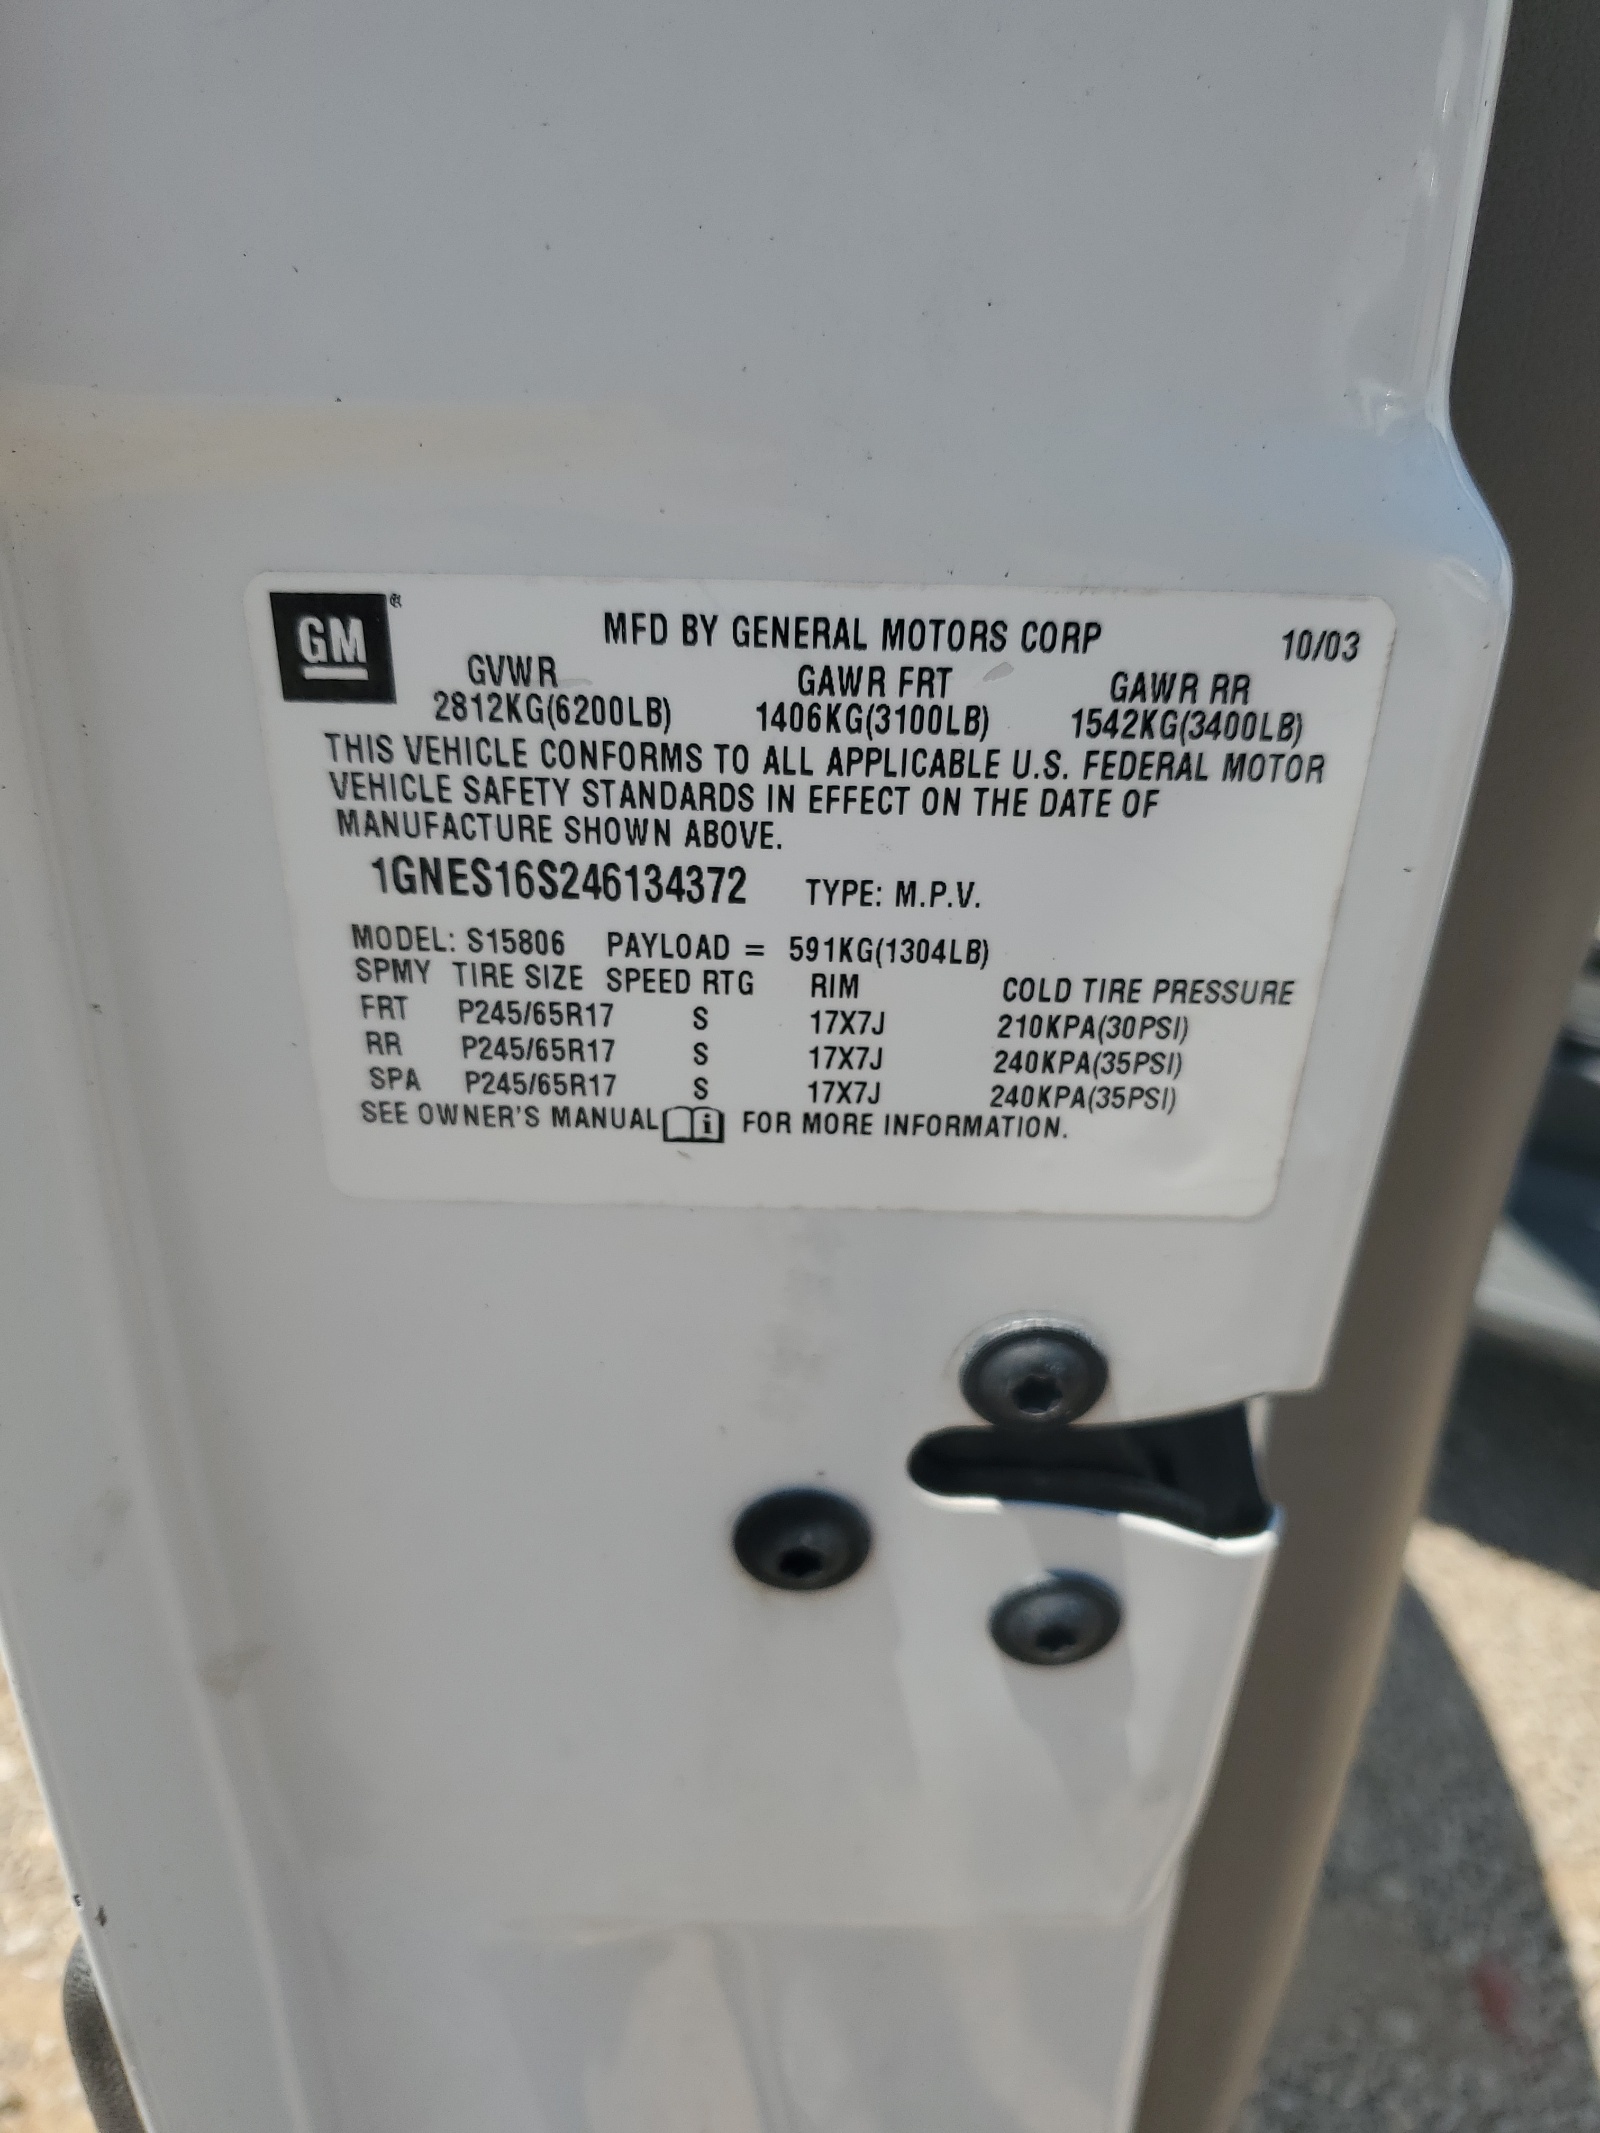 GM®
MFD BY GENERAL MOTORS CORP 10/03
GVWR GAWR FRT GAWR RR
2812KG(6200LB) 1406KG(3100LB) 1542KG(3400LB)
THIS VEHICLE CONFORMS TO ALL APPLICABLE U.S. FEDERAL MOTOR
VEHICLE SAFETY STANDARDS IN EFFECT ON THE DATE OF
MANUFACTURE SHOWN ABOVE.
1GNES16S246134372 TYPE: M.P.V.
MODEL: S15806 PAYLOAD = 591KG(1304LB)
SPMY TIRE SIZE SPEED RTG RIM COLD TIRE PRESSURE
FRT P245/65R17 S 17X7J 210KPA(30PSI)
RR P245/65R17 S 17X7J 240KPA(35PSI)
SPA P245/65R17 S 17X7J 240KPA(35PSI)
SEE OWNER'S MANUAL i FOR MORE INFORMATION.